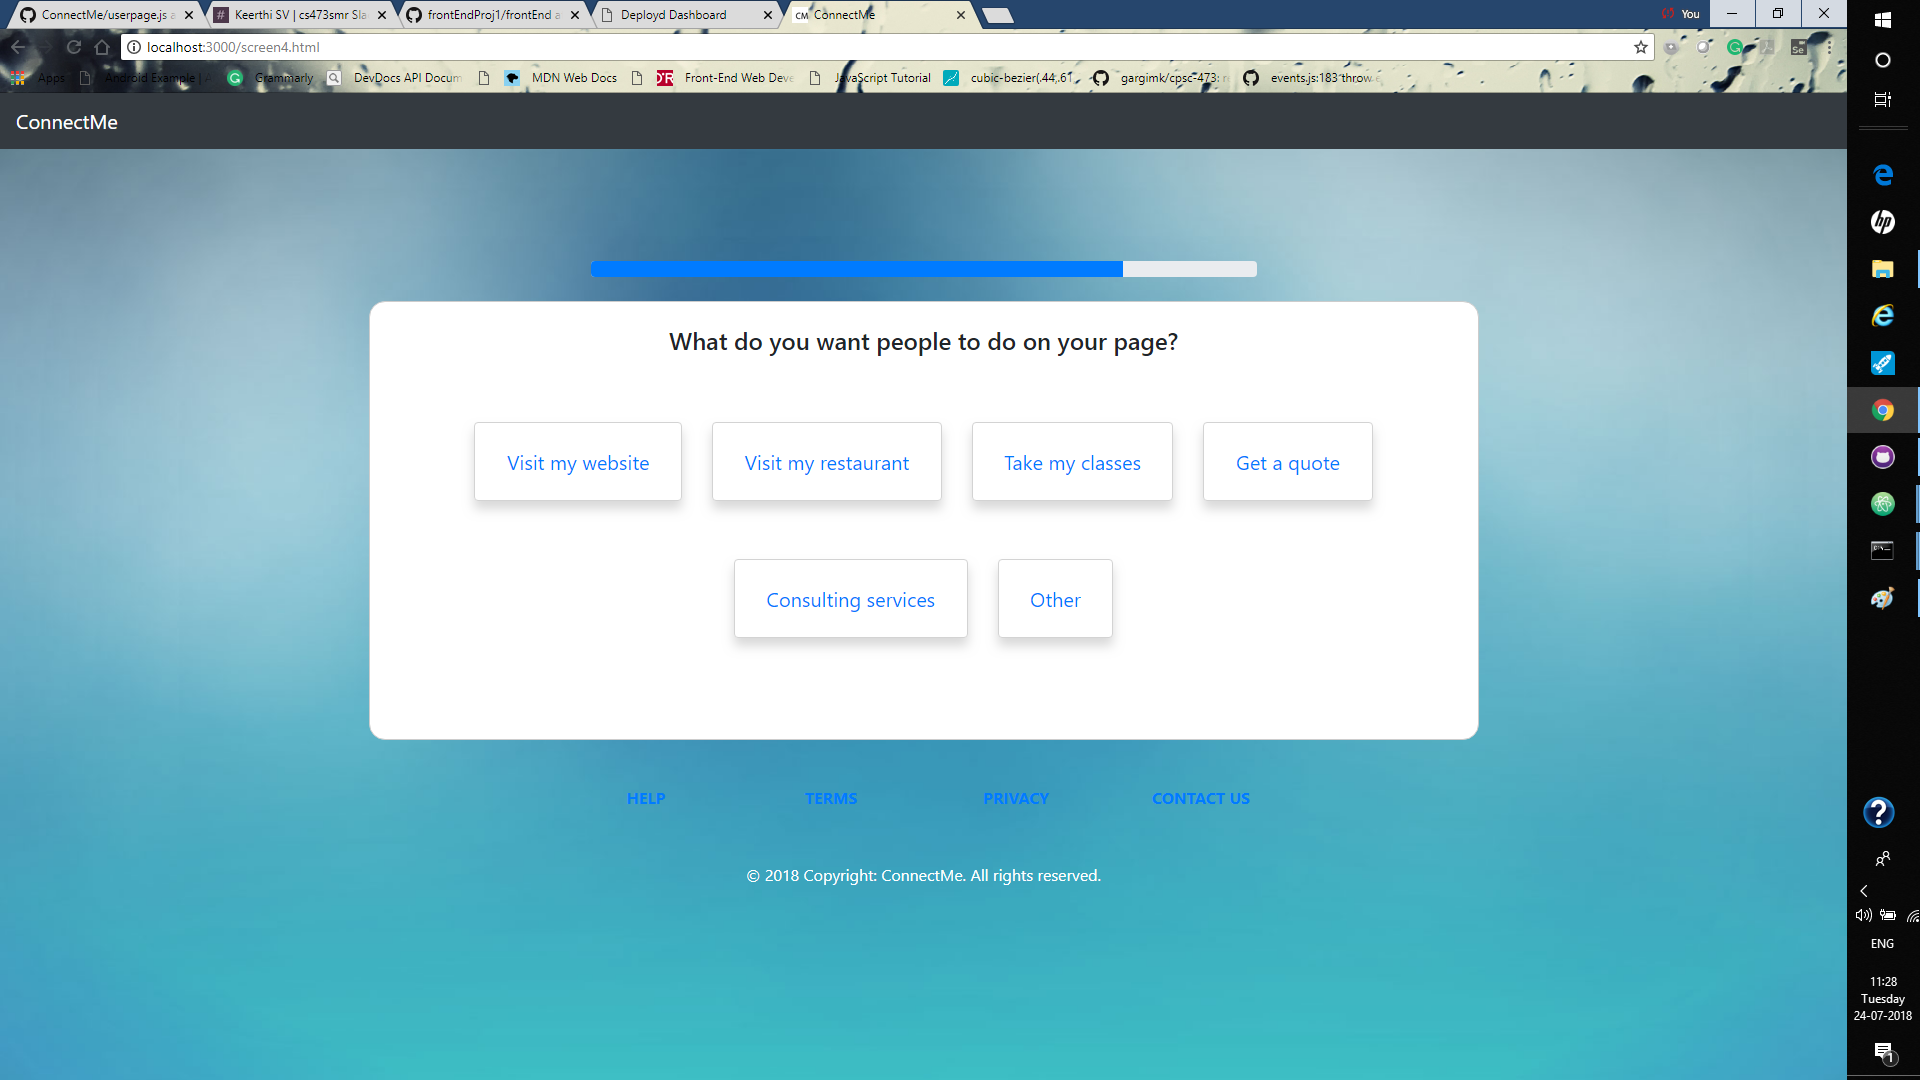 ConnectMe/userpage.js a
Keerthi SV | cs473smr Sla
frontEndProj1/frontEnd a
Deployd Dashboard
CM ConnectMe
You
localhost:3000/screen4.html
Apps
Android Example | A
Grammarly
DevDocs API Docum
MDN Web Docs
Front-End Web Deve
JavaScript Tutorial
cubic-bezier(.44,.61
gargimk/cpsc-473: r
events.js:183 throw e
ConnectMe
What do you want people to do on your page?
Visit my website
Visit my restaurant
Take my classes
Get a quote
Consulting services
Other
HELP
TERMS
PRIVACY
CONTACT US
© 2018 Copyright: ConnectMe. All rights reserved.
ENG
11:28
Tuesday
24-07-2018
1